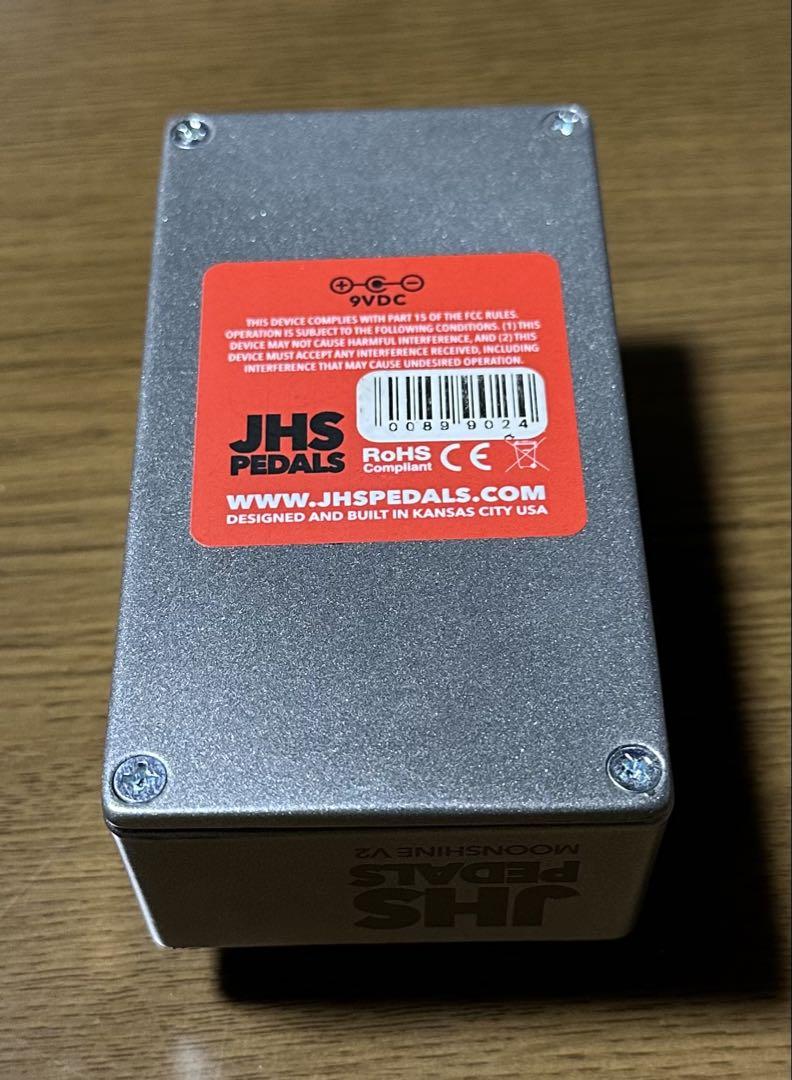 9VDC
THIS DEVICE COMPLIES WITH PART 15 OF THE FCC RULES.
OPERATION IS SUBJECT TO THE FOLLOWING CONDITIONS. (1) THIS
DEVICE MAY NOT CAUSE HARMFUL INTERFERENCE, AND (2) THIS
DEVICE MUST ACCEPT ANY INTERFERENCE RECEIVED, INCLUDING
INTERFERENCE THAT MAY CAUSE UNDESIRED OPERATION.
00899024
JHS
PEDALS
RoHS
Compliant
CE
WWW.JHSPEDALS.COM
DESIGNED AND BUILT IN KANSAS CITY USA
JHS
PEDALS
MOONSHINE V2